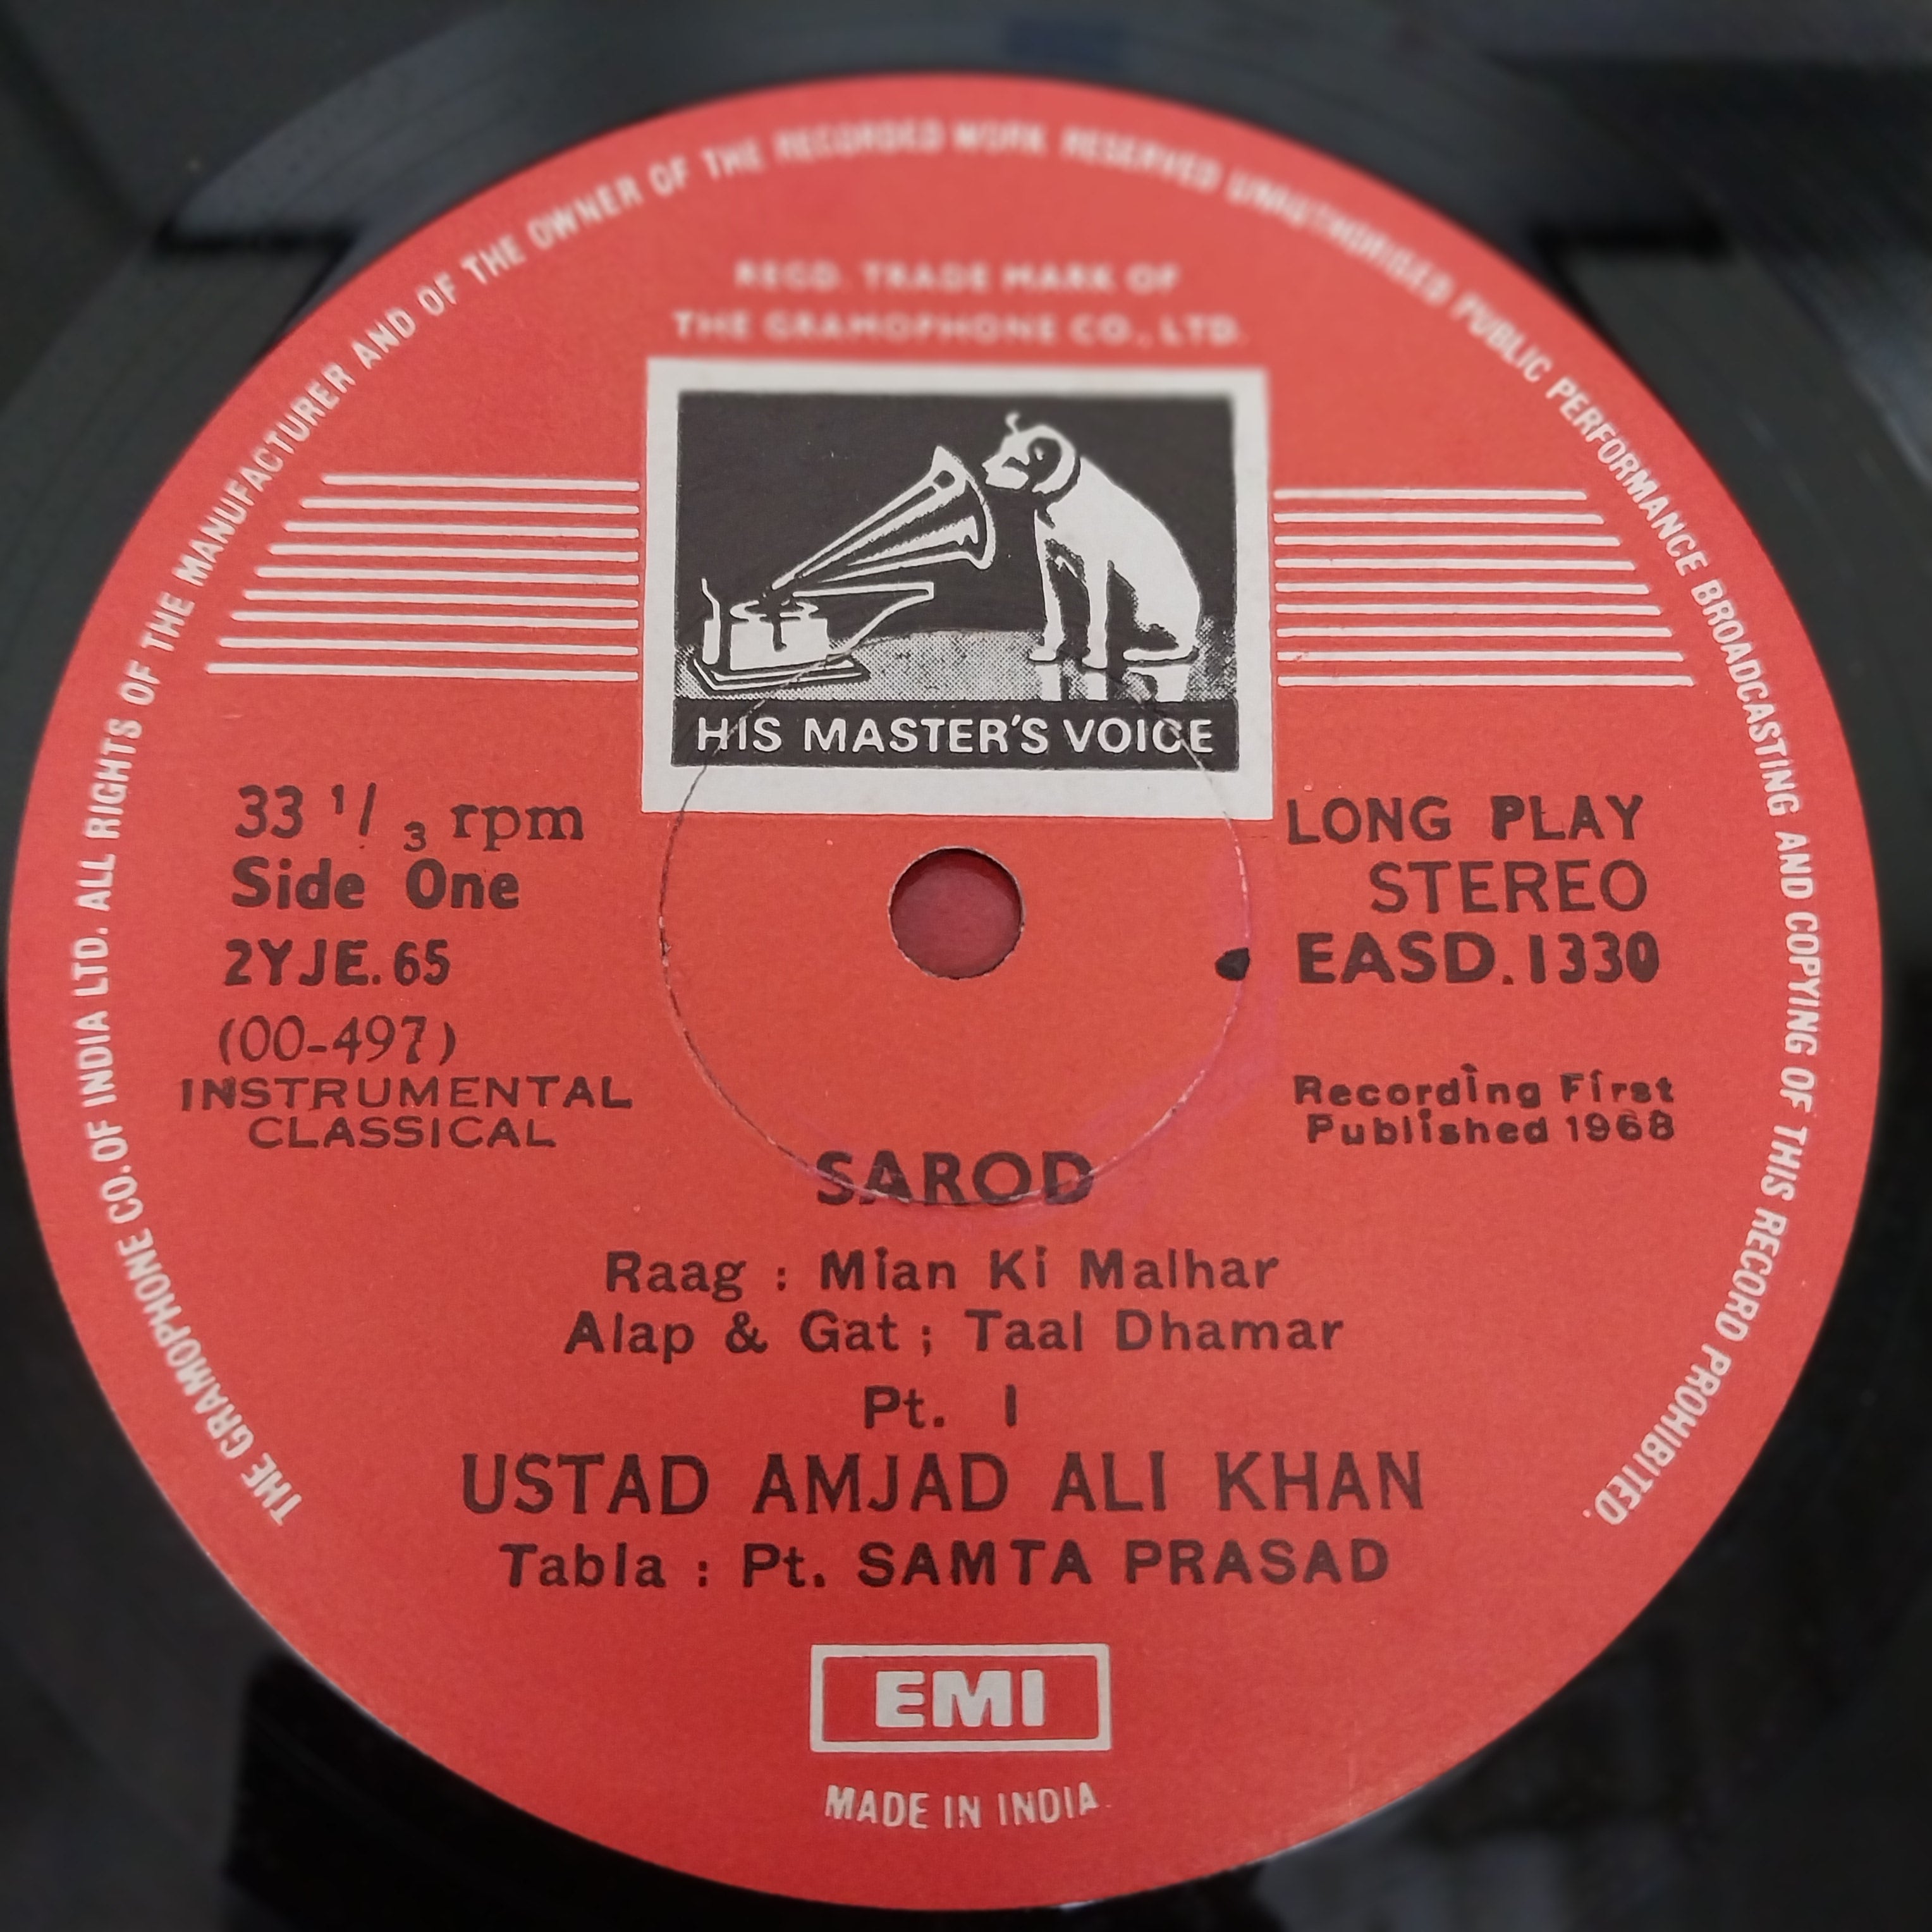 THE GRAMOPHONE CO. OF INDIA LTD. ALL RIGHTS OF THE MANUFACTURER AND OF THE OWNER OF THE RECORDED WORK RESERVED UNAUTHORISED PUBLIC PERFORMANCE BROADCASTING AND COPYING OF THIS RECORD PROHIBITED.
REGD. TRADE MARK OF
THE GRAMOPHONE CO., LTD.
HIS MASTER'S VOICE
33 1/3 rpm
Side One
2YJE.65
(00-497)
INSTRUMENTAL
CLASSICAL
LONG PLAY
STEREO
EASD.1330
Recording First
Published 1968
SAROD
Raag : Mian Ki Malhar
Alap & Gat ; Taal Dhamar
Pt. I
USTAD AMJAD ALI KHAN
Tabla : Pt. SAMTA PRASAD
EMI
MADE IN INDIA